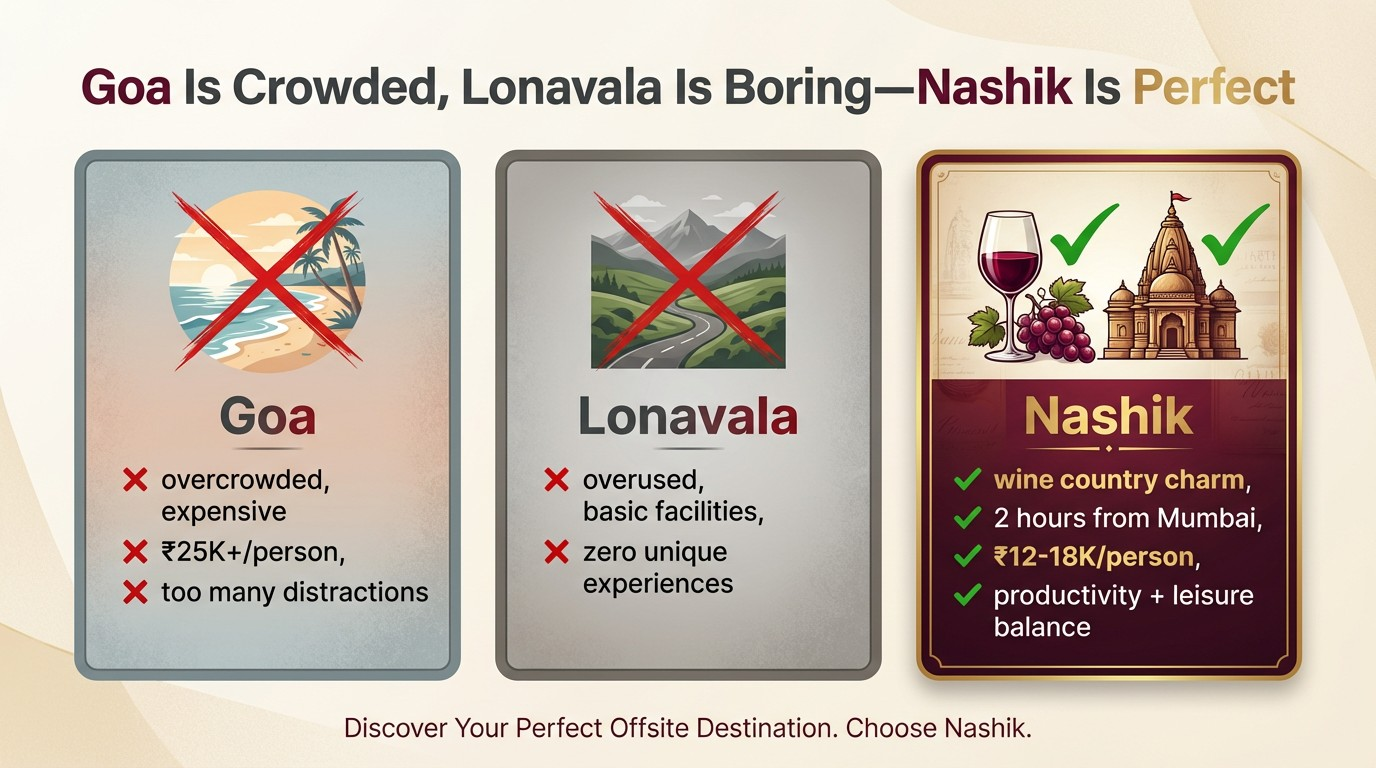 Goa Is Crowded, Lonavala Is Boring—Nashik Is Perfect
Goa
overcrowded,
expensive
₹25K+/person,
too many distractions
Lonavala
overused,
basic facilities,
zero unique
experiences
Nashik
wine country charm,
2 hours from Mumbai,
₹12-18K/person,
productivity + leisure
balance
Discover Your Perfect Offsite Destination. Choose Nashik.